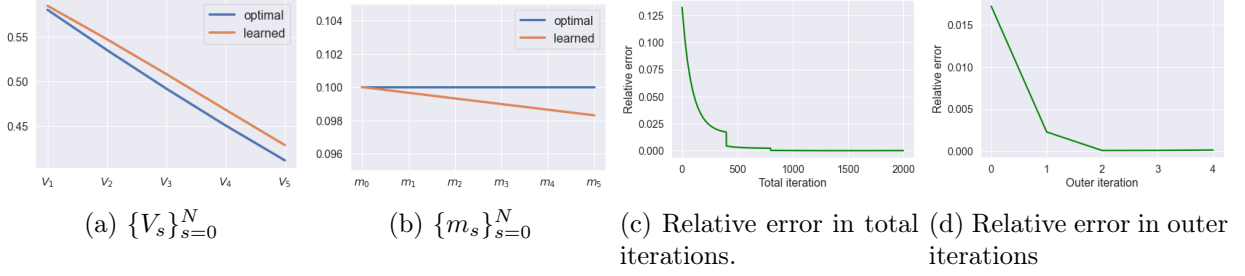 0.55
0.50
0.45
optimal
learned
V₁ V₂ V₃ V₄ V₅
(a) {V_s}_{s=0}^N
0.104
0.102
0.100
0.098
0.096
optimal
learned
m₀ m₁ m₂ m₃ m₄ m₅
(b) {m_s}_{s=0}^N
Relative error
0.125
0.100
0.075
0.050
0.025
0.000
0 500 1000 1500 2000
Total iteration
(c) Relative error in total
iterations.
Relative error
0.015
0.010
0.005
0.000
0 1 2 3 4
Outer iteration
(d) Relative error in outer
iterations